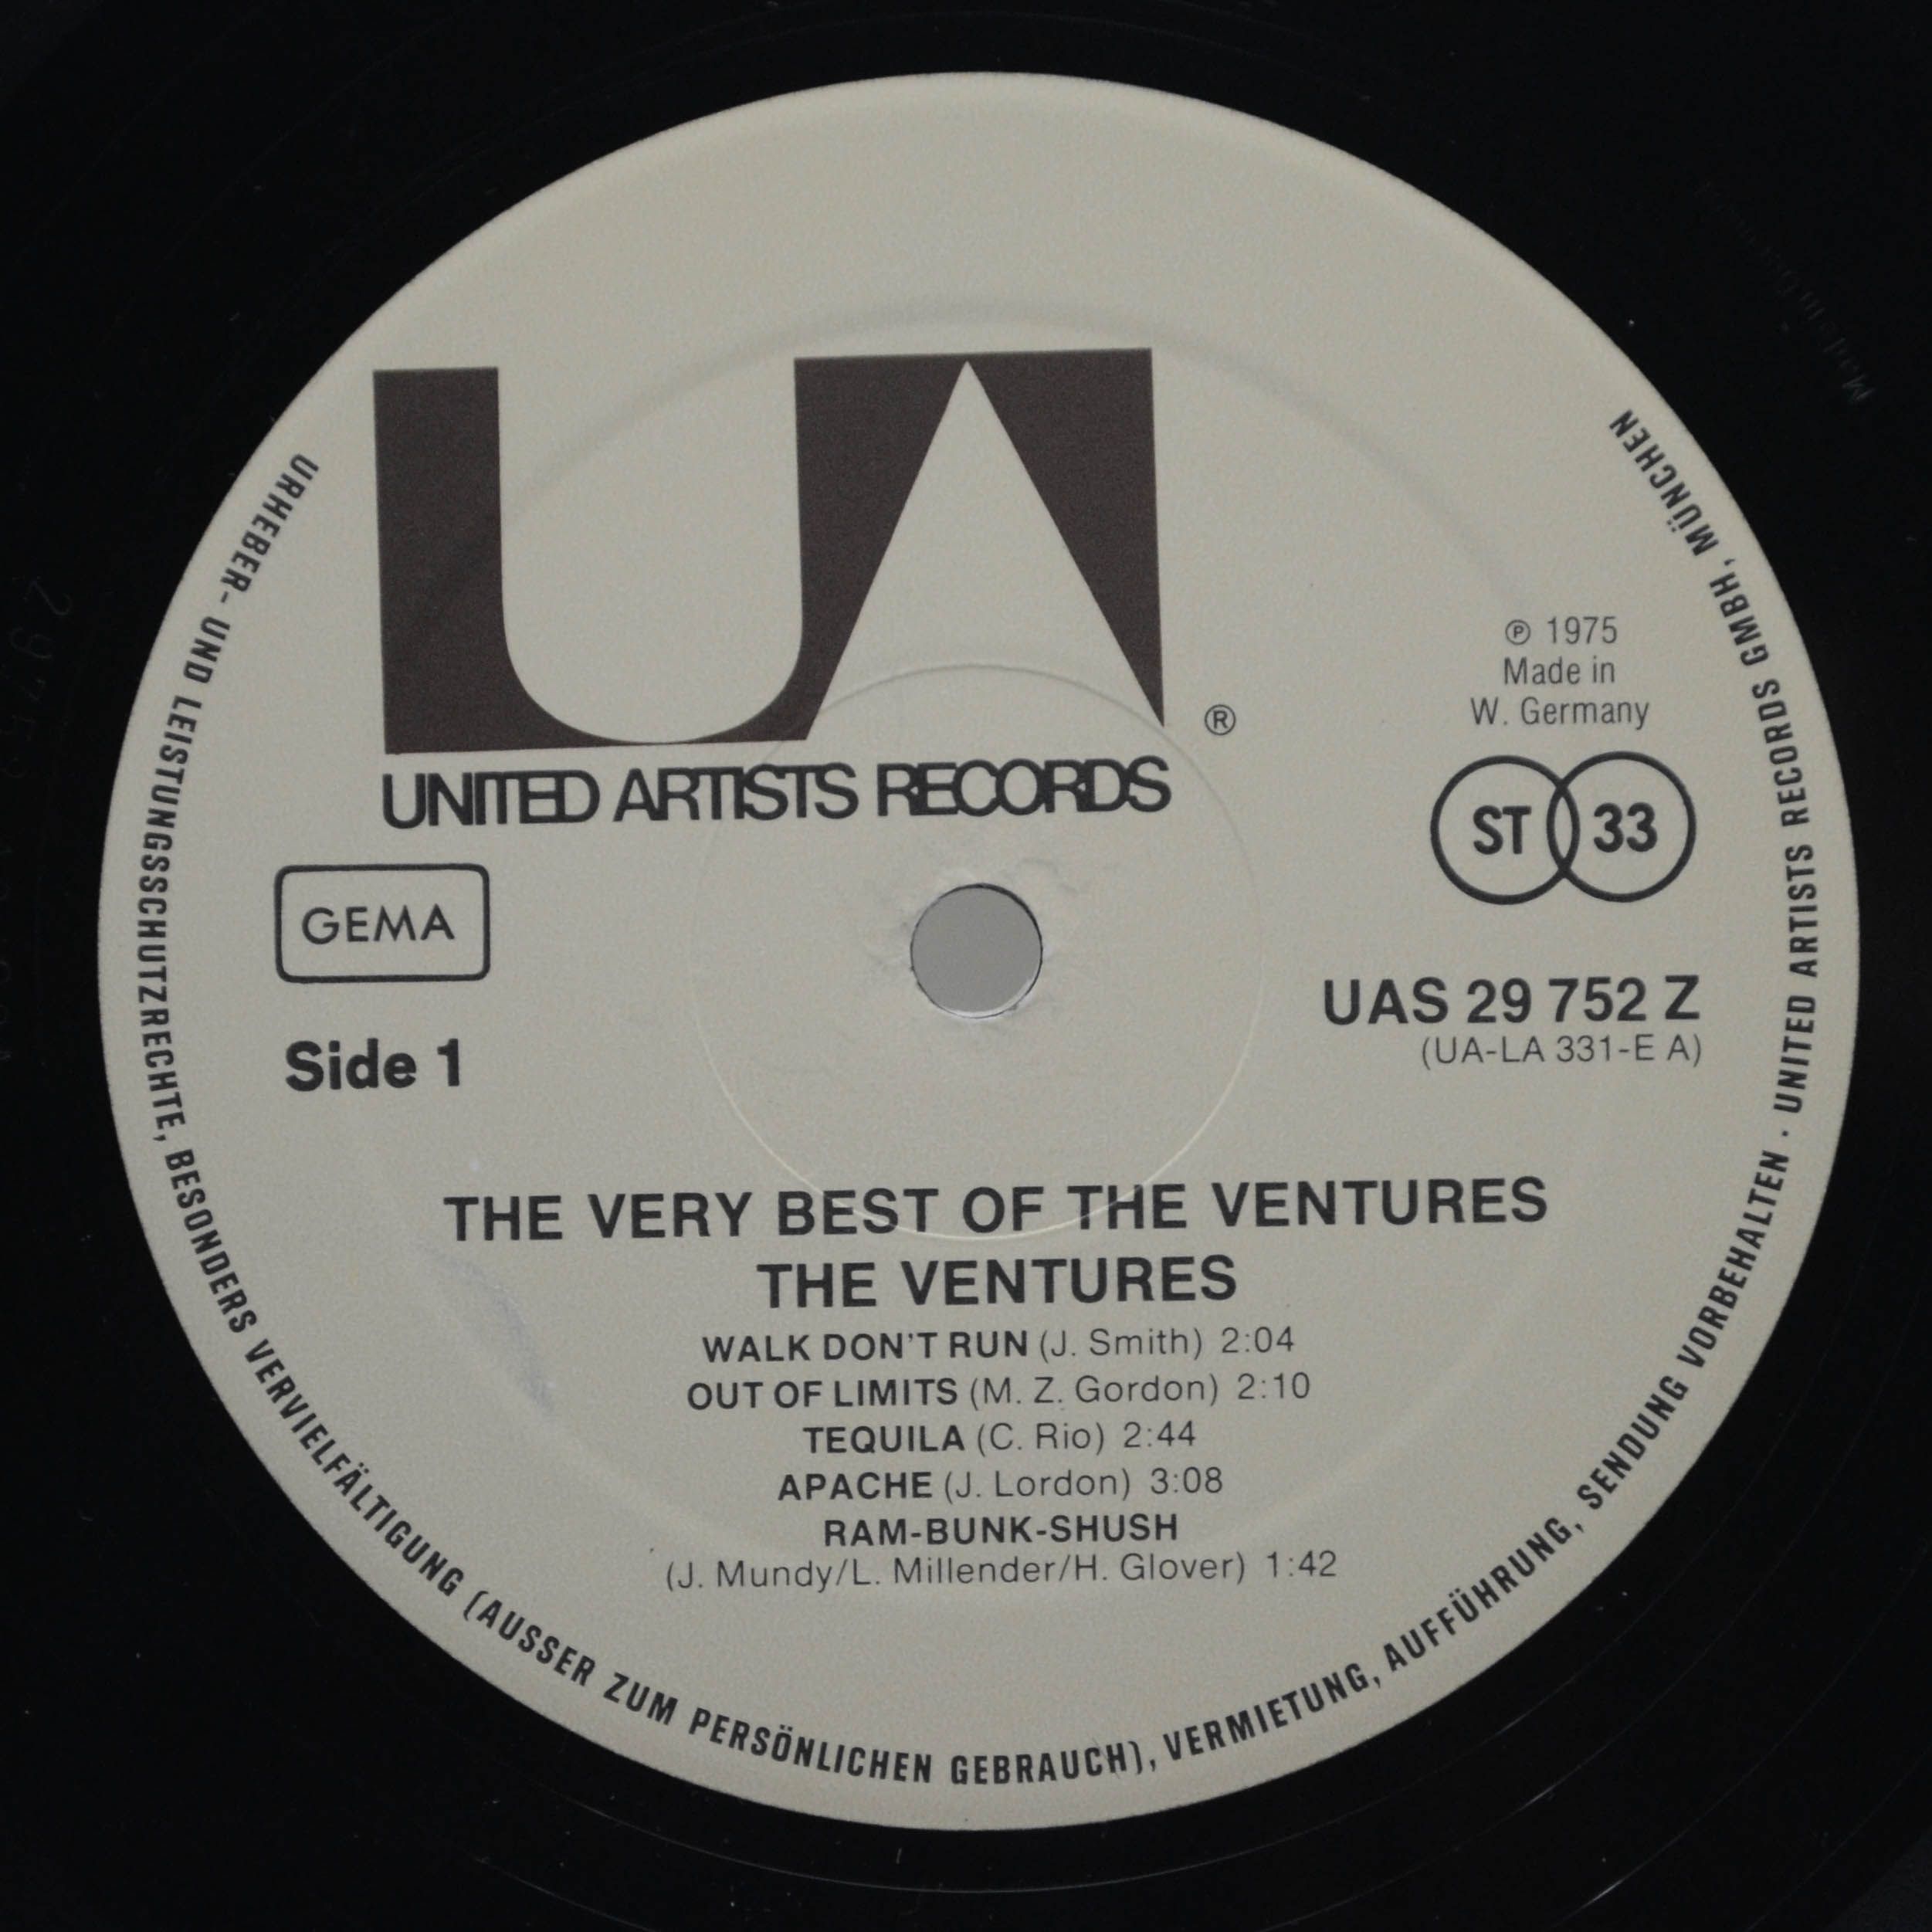 UA
®
UNITED ARTISTS RECORDS
℗ 1975
Made in
W. Germany
ST 33
GEMA
Side 1
UAS 29 752 Z
(UA-LA 331-E A)
THE VERY BEST OF THE VENTURES
THE VENTURES
WALK DON'T RUN (J. Smith) 2:04
OUT OF LIMITS (M. Z. Gordon) 2:10
TEQUILA (C. Rio) 2:44
APACHE (J. Lordon) 3:08
RAM-BUNK-SHUSH
(J. Mundy/L. Millender/H. Glover) 1:42
URHEBER- UND LEISTUNGSSCHUTZRECHTE, BESONDERS VERVIELFÄLTIGUNG (AUSSER ZUM PERSÖNLICHEN GEBRAUCH), VERMIETUNG, AUFFÜHRUNG, SENDUNG VORBEHALTEN · UNITED ARTISTS RECORDS GMBH, MÜNCHEN